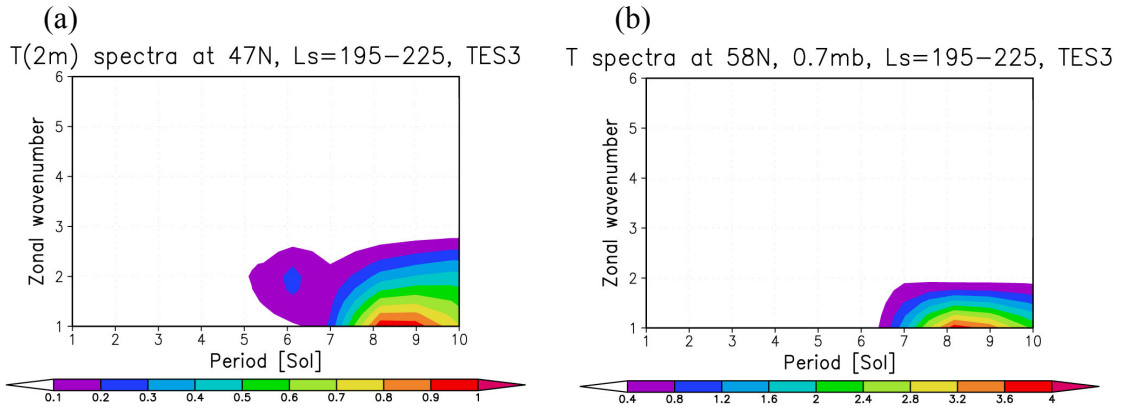 (a)
T(2m) spectra at 47N, Ls=195-225, TES3
6
5
4
3
2
1
Zonal wavenumber
1 2 3 4 5 6 7 8 9 10
Period [Sol]
0.1 0.2 0.3 0.4 0.5 0.6 0.7 0.8 0.9 1
(b)
T spectra at 58N, 0.7mb, Ls=195-225, TES3
6
5
4
3
2
1
Zonal wavenumber
1 2 3 4 5 6 7 8 9 10
Period [Sol]
0.4 0.8 1.2 1.6 2 2.4 2.8 3.2 3.6 4